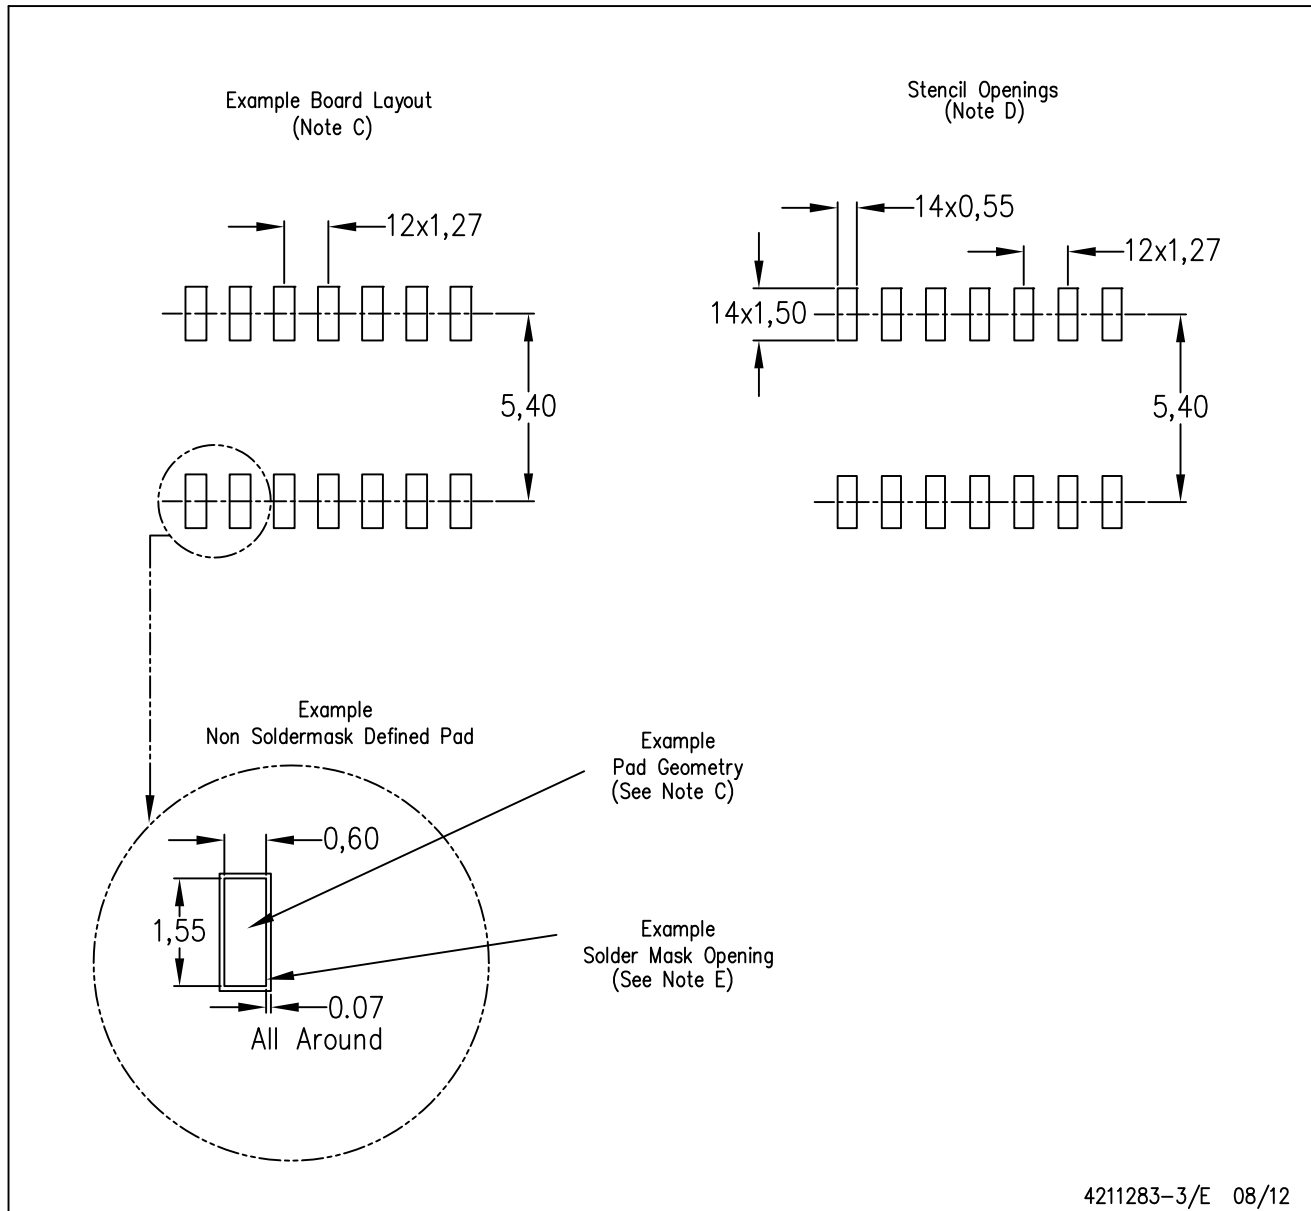 Example Board Layout
(Note C)
Stencil Openings
(Note D)
12x1,27
5,40
14x0,55
12x1,27
14x1,50
5,40
Example
Non Soldermask Defined Pad
Example
Pad Geometry
(See Note C)
0,60
1,55
Example
Solder Mask Opening
(See Note E)
0.07
All Around
4211283-3/E 08/12